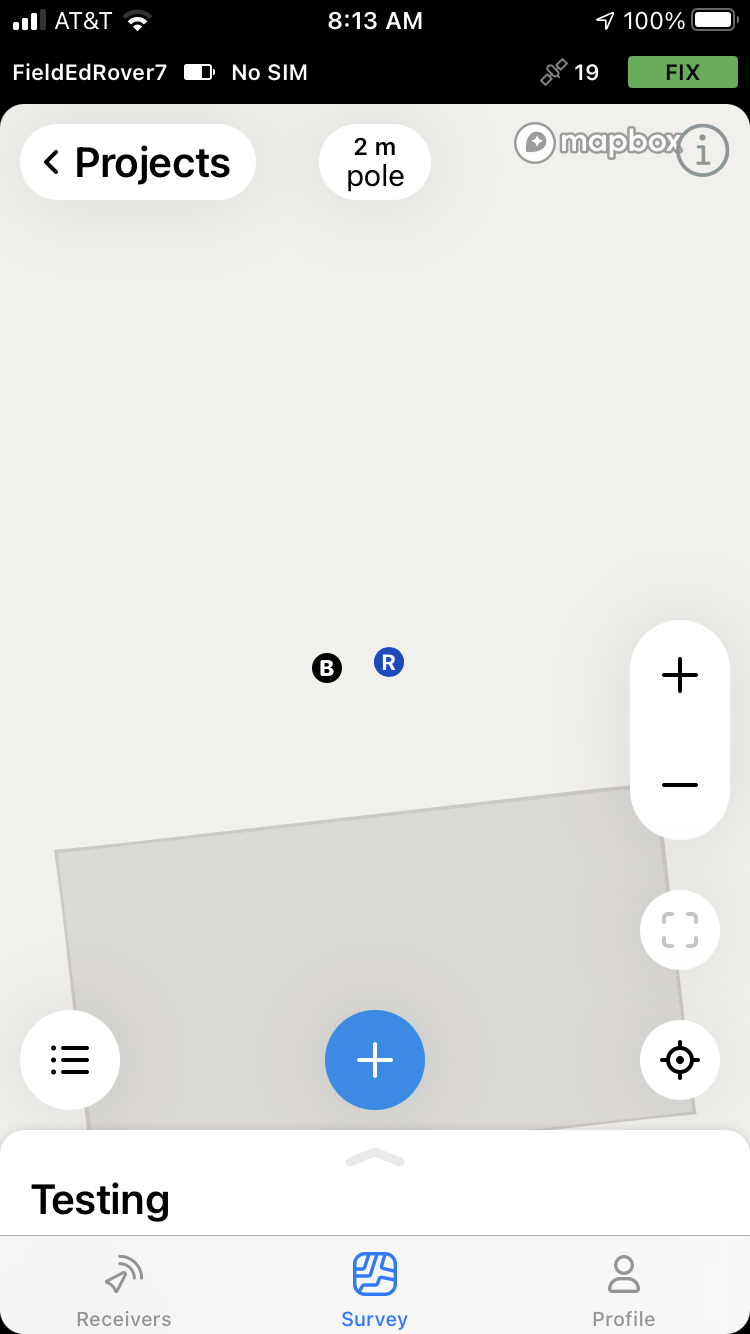 AT&T 8:13 AM 100%
FieldEdRover7 No SIM 19 FIX
Projects
2 m
pole
mapbox
B R
Testing
Receivers Survey Profile